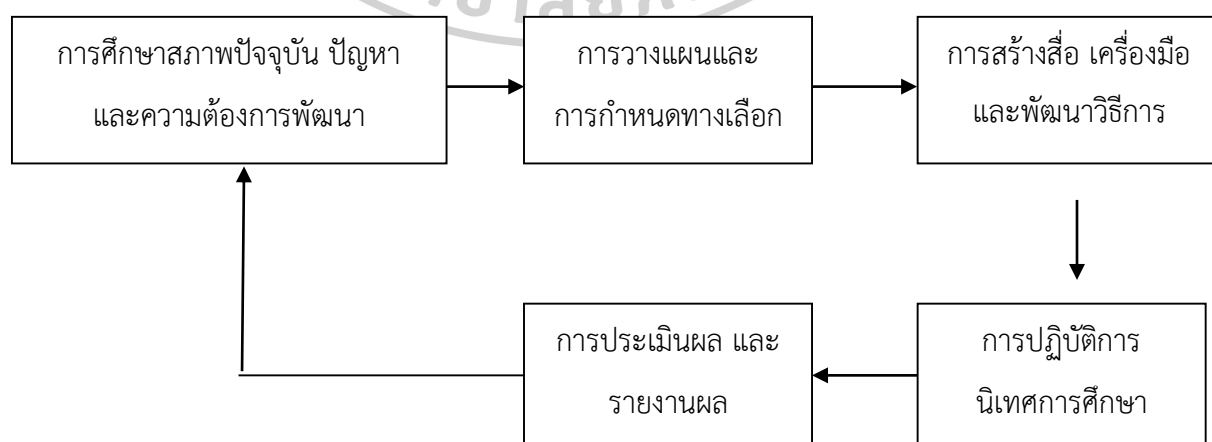 การศึกษาสภาพปัจจุบัน ปัญหา
และความต้องการพัฒนา
การวางแผนและ
การกำหนดทางเลือก
การสร้างสื่อ เครื่องมือ
และพัฒนาวิธีการ
การปฏิบัติการ
นิเทศการศึกษา
การประเมินผล และ
รายงานผล